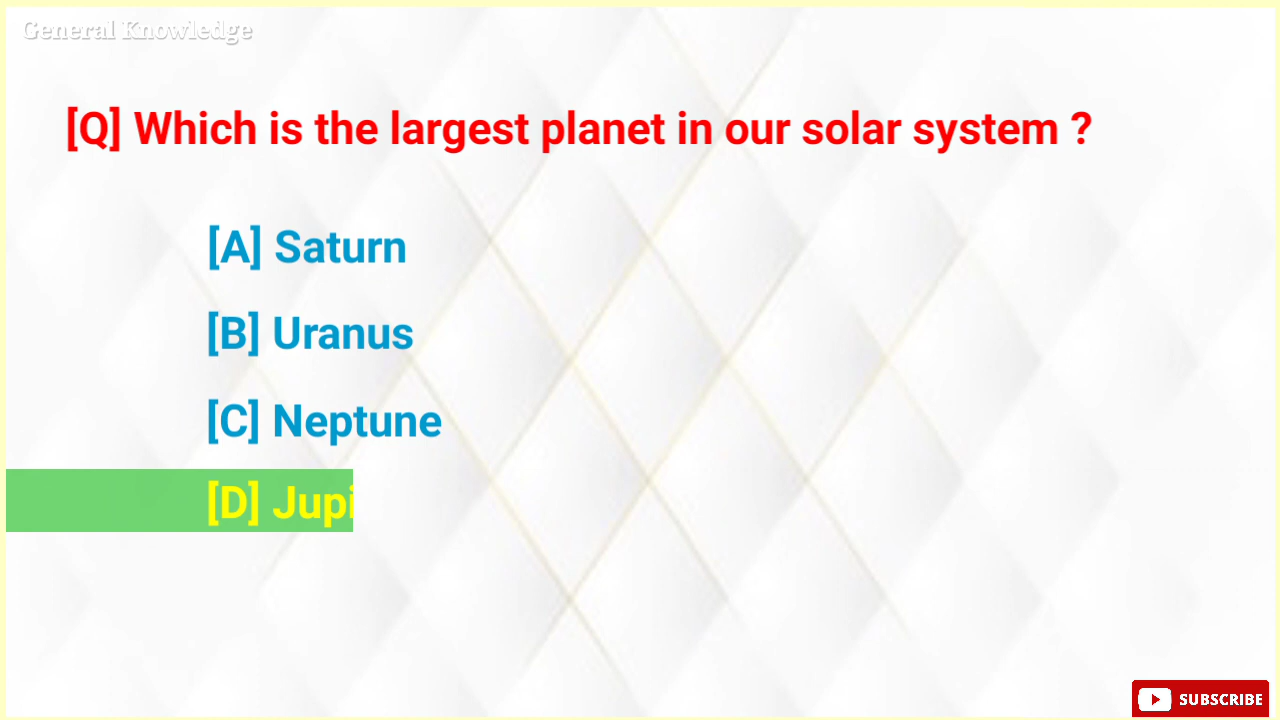 General Knowledge
[Q] Which is the largest planet in our solar system ?
[A] Saturn
[B] Uranus
[C] Neptune
[D] Jupi
SUBSCRIBE